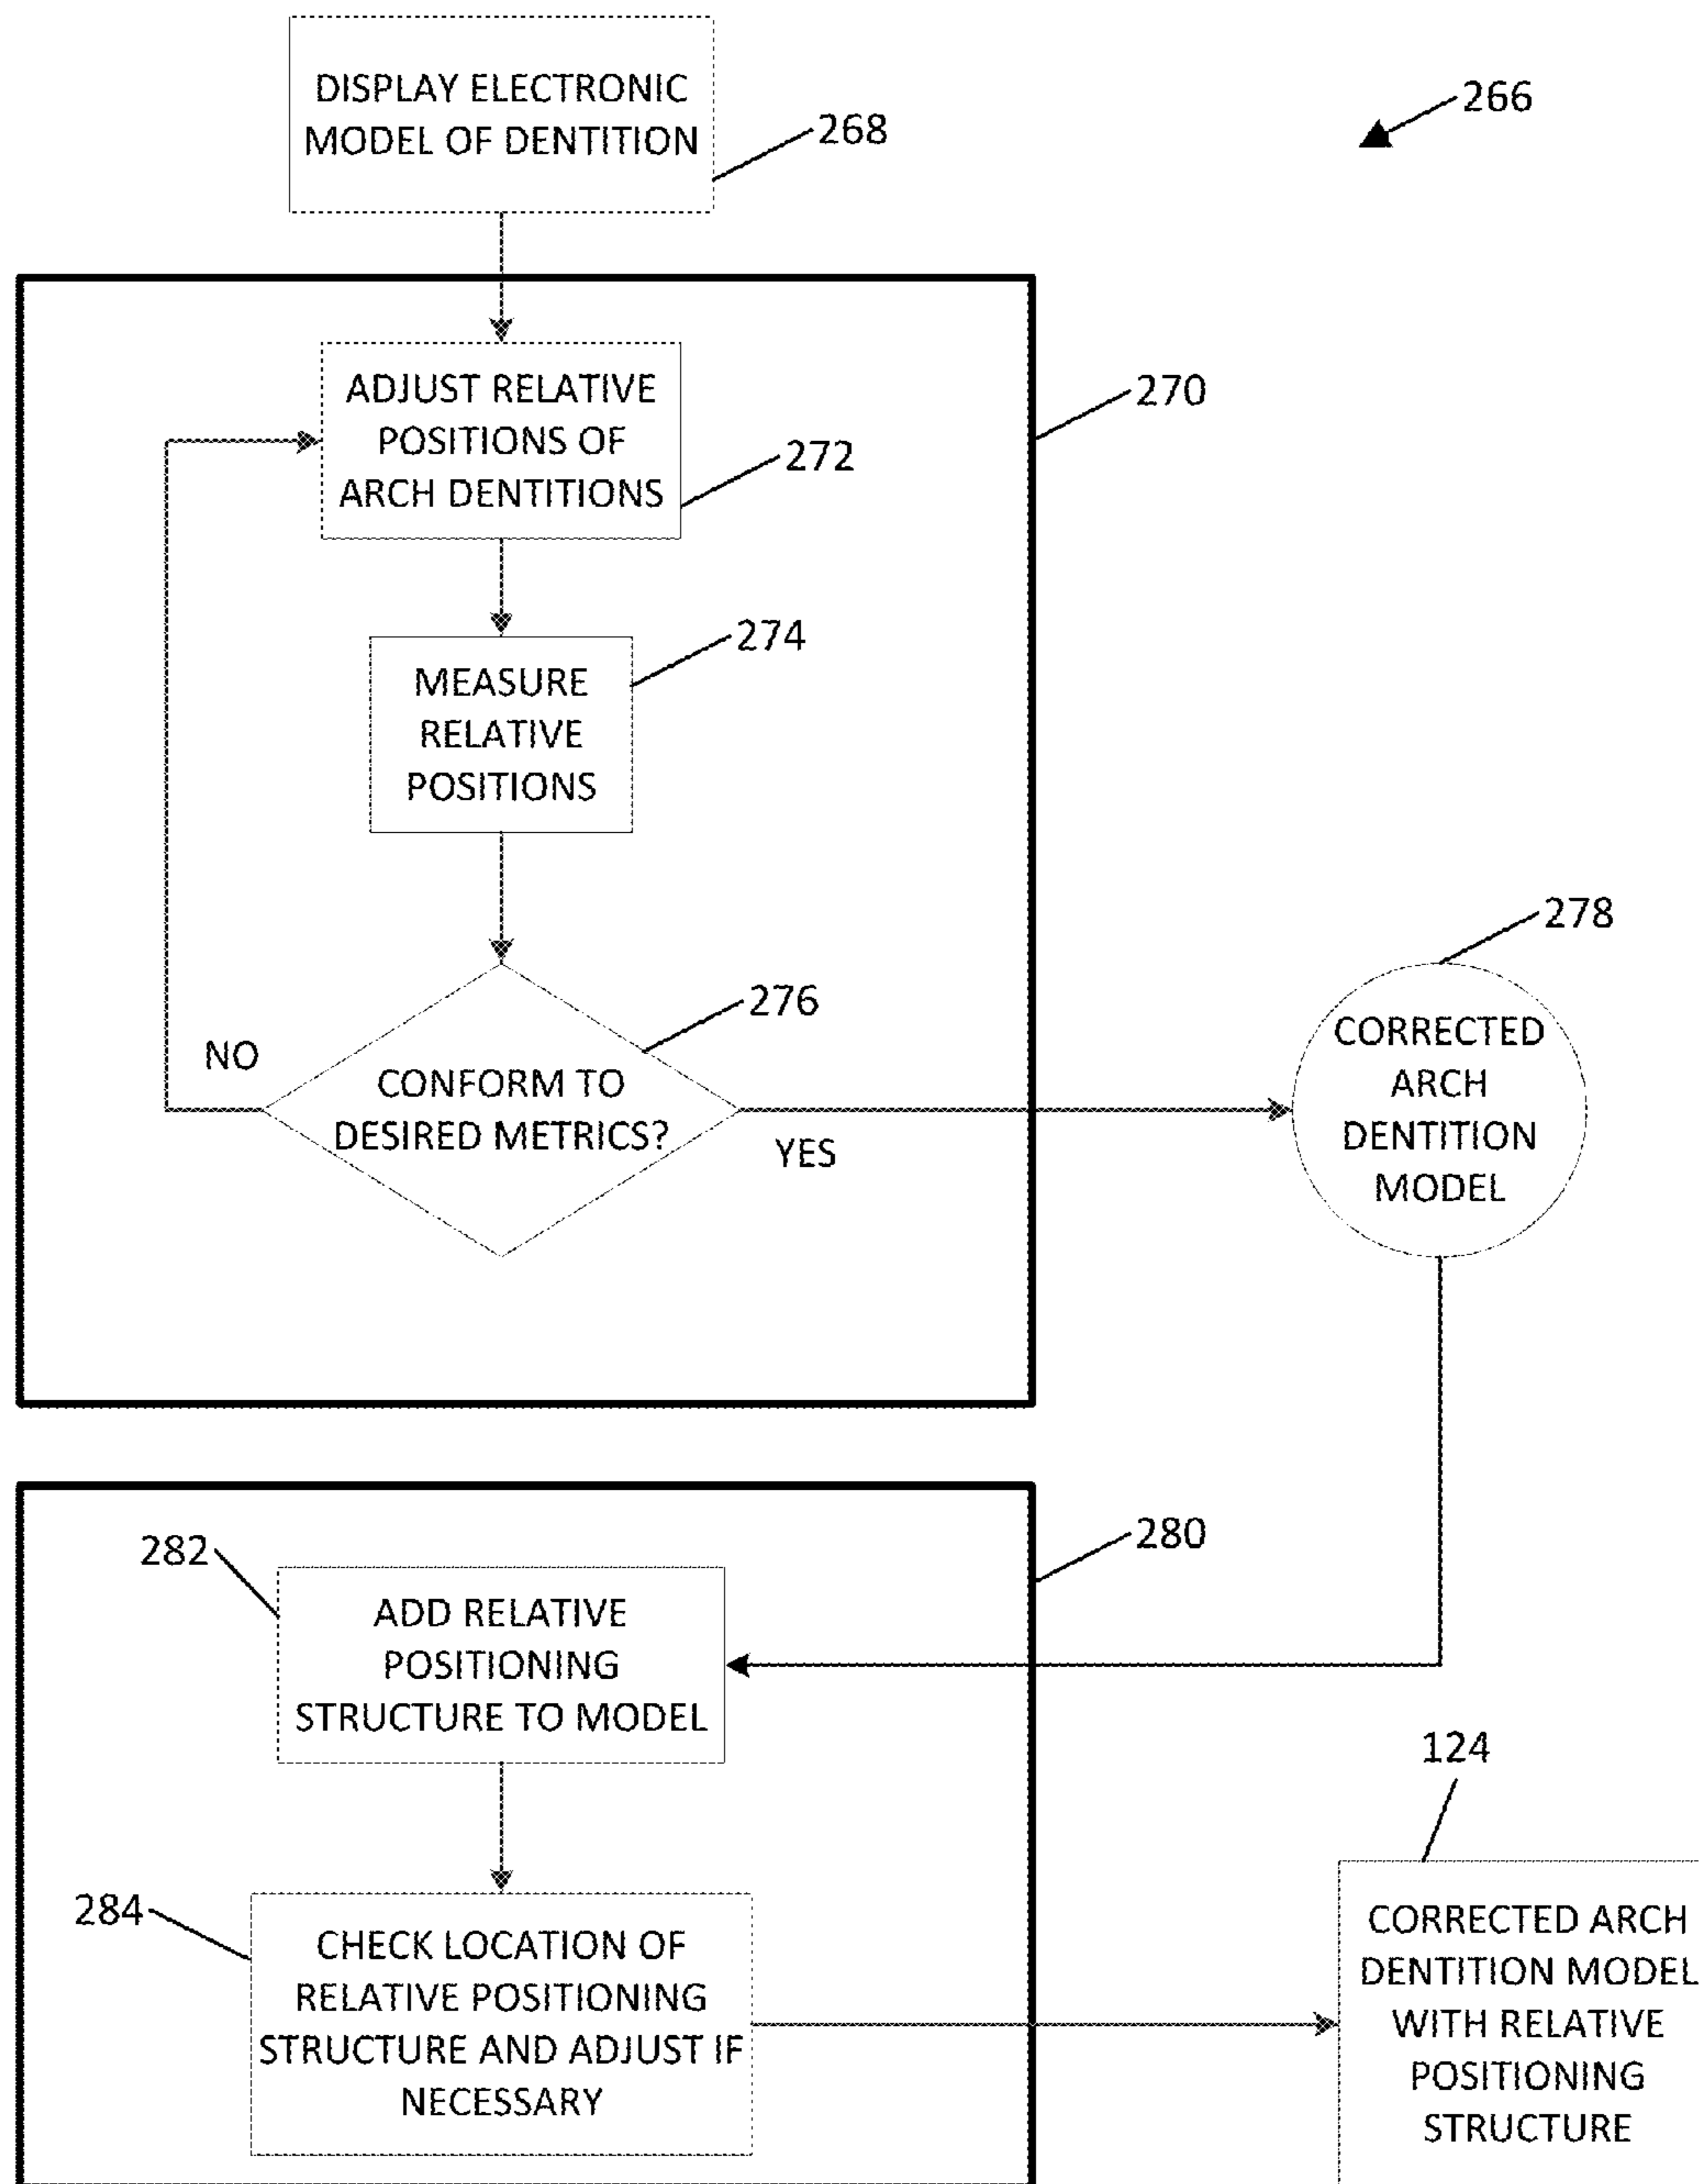 DISPLAY ELECTRONIC
MODEL OF DENTITION
268
266
270
ADJUST RELATIVE
POSITIONS OF
ARCH DENTITIONS
272
274
MEASURE
RELATIVE
POSITIONS
276
NO
CONFORM TO
DESIRED METRICS?
YES
278
CORRECTED
ARCH
DENTITION
MODEL
280
282
ADD RELATIVE
POSITIONING
STRUCTURE TO MODEL
284
CHECK LOCATION OF
RELATIVE POSITIONING
STRUCTURE AND ADJUST IF
NECESSARY
124
CORRECTED ARCH
DENTITION MODEL
WITH RELATIVE
POSITIONING
STRUCTURE